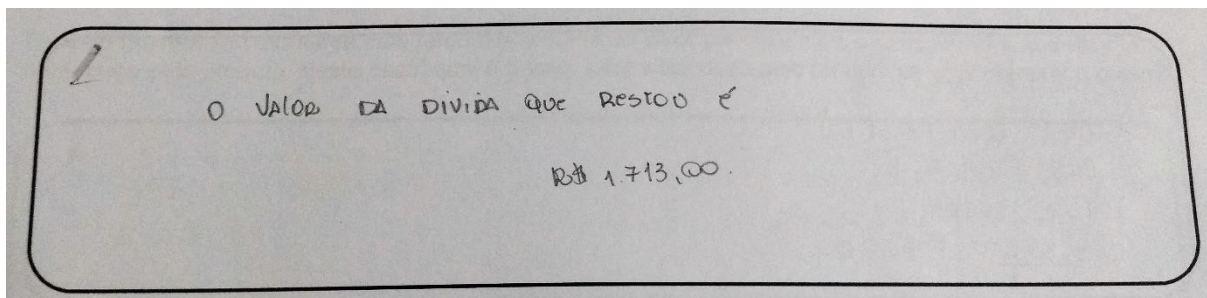 O VALOR DA DIVIDA QUE RESTOU É
R$ 1.713,00.